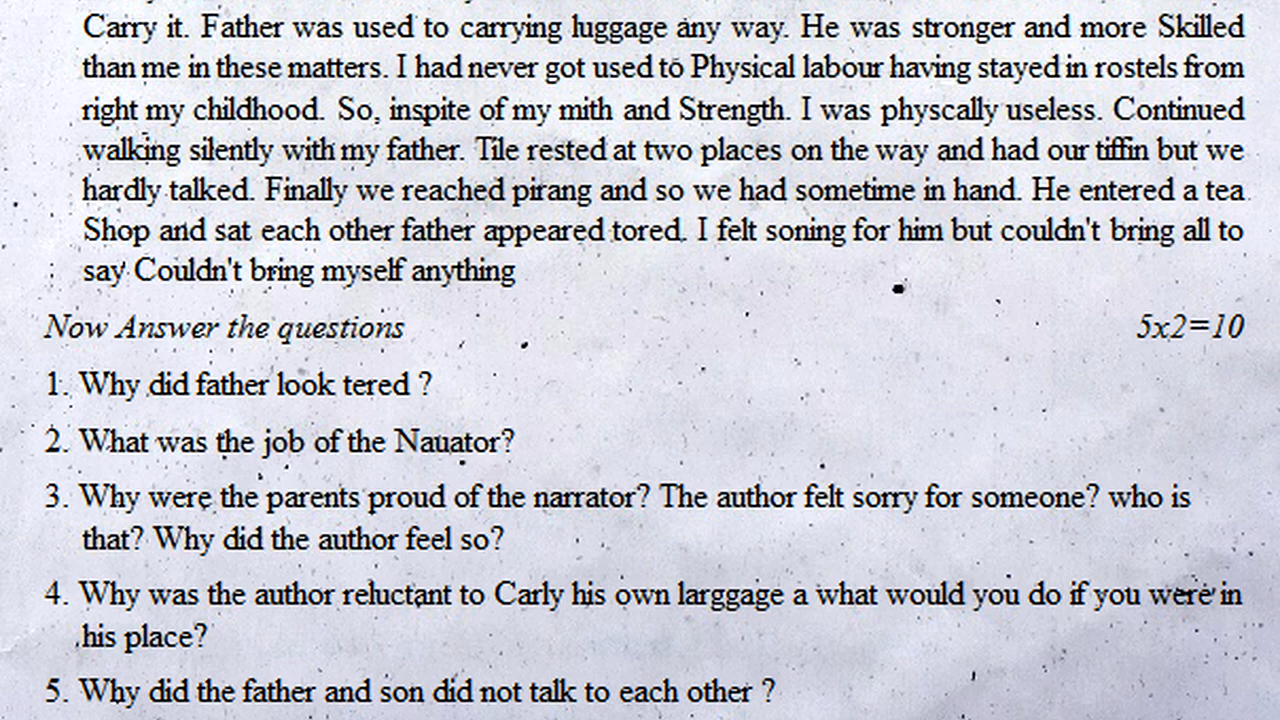 Carry it. Father was used to carrying luggage any way. He was stronger and more Skilled
than me in these matters. I had never got used to Physical labour having stayed in rostels from
right my childhood. So, inspite of my mith and Strength. I was physcally useless. Continued
walking silently with my father. Tile rested at two places on the way and had our tiffin but we
hardly talked. Finally we reached pirang and so we had sometime in hand. He entered a tea
Shop and sat each other father appeared tored. I felt soning for him but couldn't bring all to
say Couldn't bring myself anything
Now Answer the questions 5x2=10
1. Why did father look tered ?
2. What was the job of the Nauator?
3. Why were the parents proud of the narrator? The author felt sorry for someone? who is
that? Why did the author feel so?
4. Why was the author reluctant to Carly his own larggage a what would you do if you were in
his place?
5. Why did the father and son did not talk to each other ?